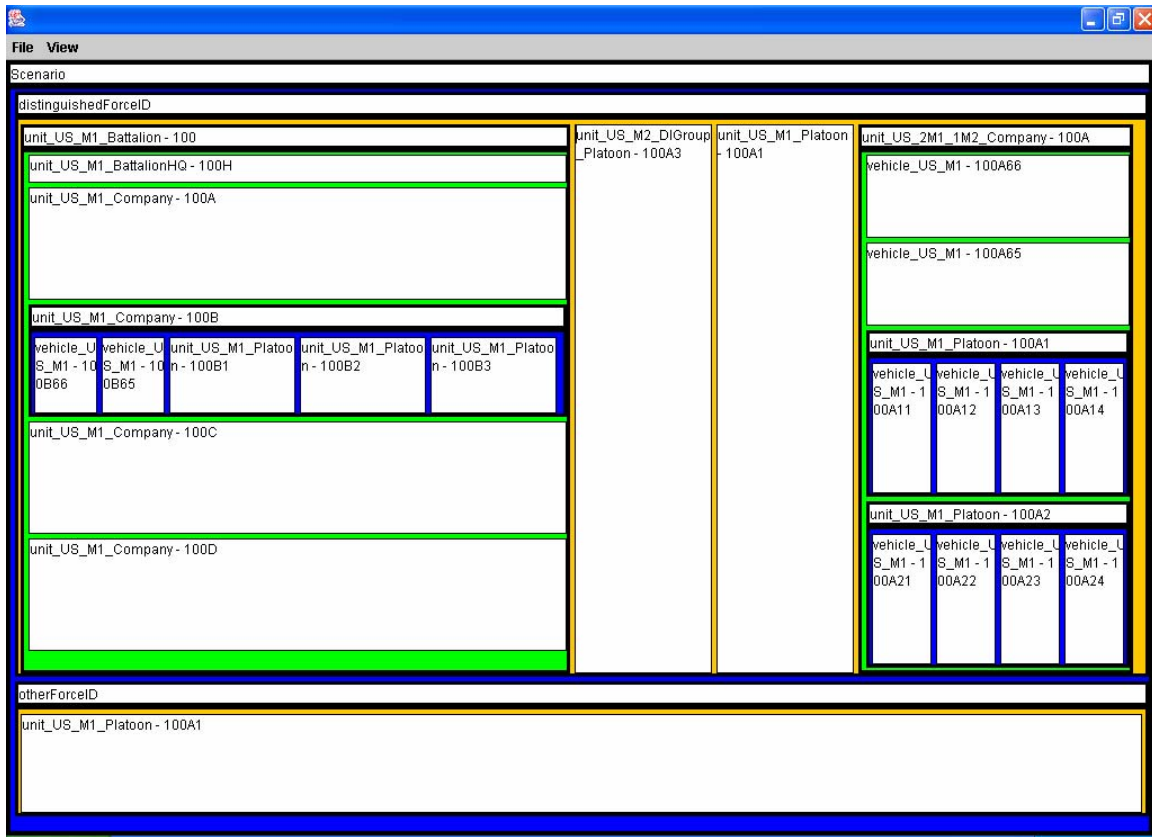 File View
Scenario
distinguishedForceID
unit_US_M1_Battalion - 100
unit_US_M1_BattalionHQ - 100H
unit_US_M1_Company - 100A
unit_US_M1_Company - 100B
vehicle_U
S_M1 - 10
0B66
vehicle_U
S_M1 - 10
0B65
unit_US_M1_Platoo
n - 100B1
unit_US_M1_Platoo
n - 100B2
unit_US_M1_Platoo
n - 100B3
unit_US_M1_Company - 100C
unit_US_M1_Company - 100D
unit_US_M2_DIGroup
_Platoon - 100A3
unit_US_M1_Platoon
- 100A1
unit_US_2M1_1M2_Company - 100A
vehicle_US_M1 - 100A66
vehicle_US_M1 - 100A65
unit_US_M1_Platoon - 100A1
vehicle_U
S_M1 - 1
00A11
vehicle_U
S_M1 - 1
00A12
vehicle_U
S_M1 - 1
00A13
vehicle_U
S_M1 - 1
00A14
unit_US_M1_Platoon - 100A2
vehicle_U
S_M1 - 1
00A21
vehicle_U
S_M1 - 1
00A22
vehicle_U
S_M1 - 1
00A23
vehicle_U
S_M1 - 1
00A24
otherForceID
unit_US_M1_Platoon - 100A1